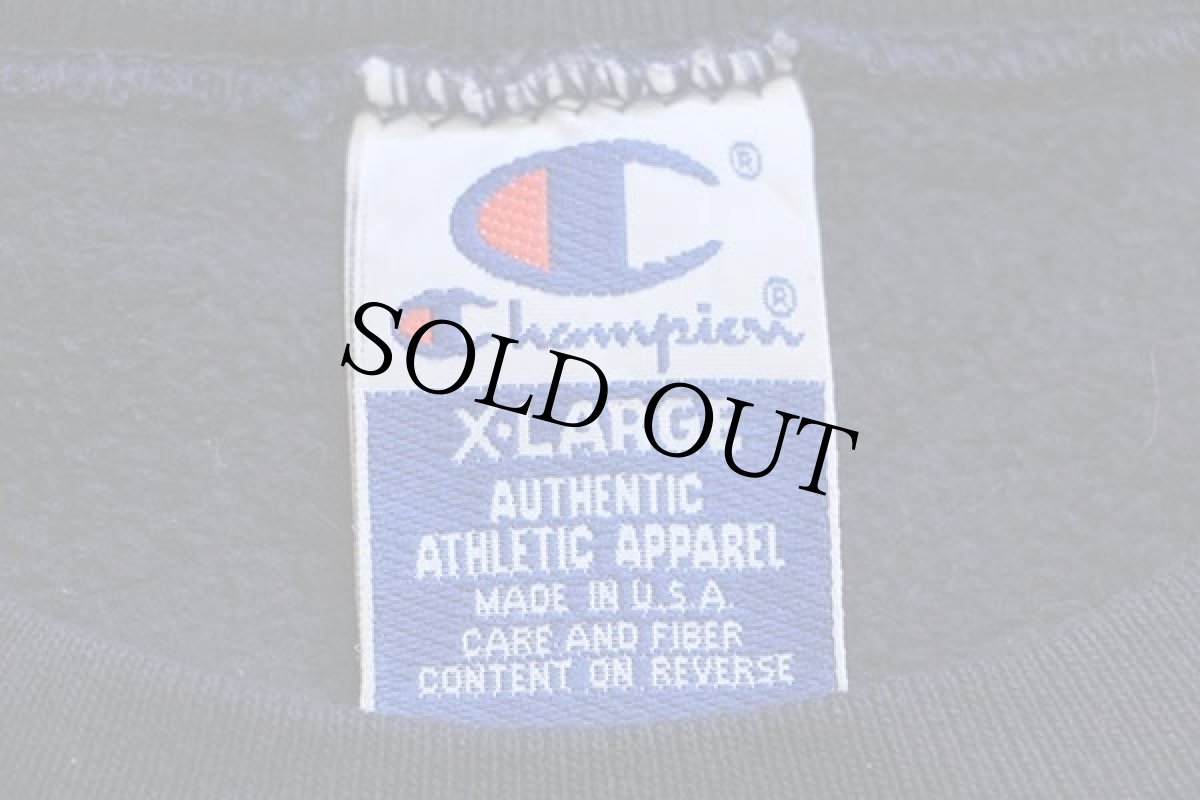 ®
Champion®
SOLD OUT
X-LARGE
AUTHENTIC
ATHLETIC APPAREL
MADE IN U.S.A.
CARE AND FIBER
CONTENT ON REVERSE